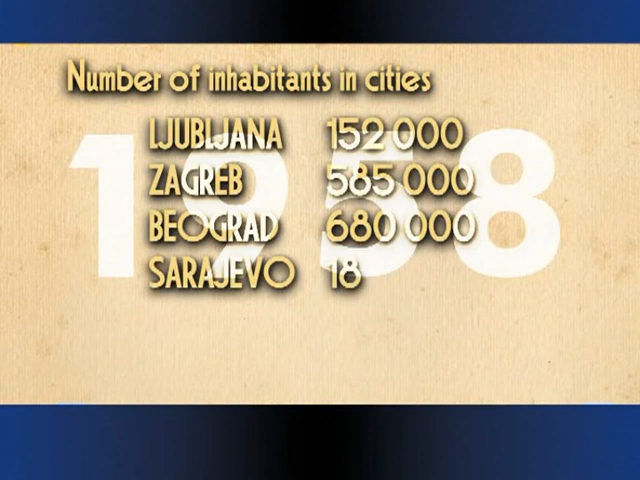 Number of inhabitants in cities
LJUBLJANA 152 000
ZAGREB 585 000
BEOGRAD 680 000
SARAJEVO 18
1958